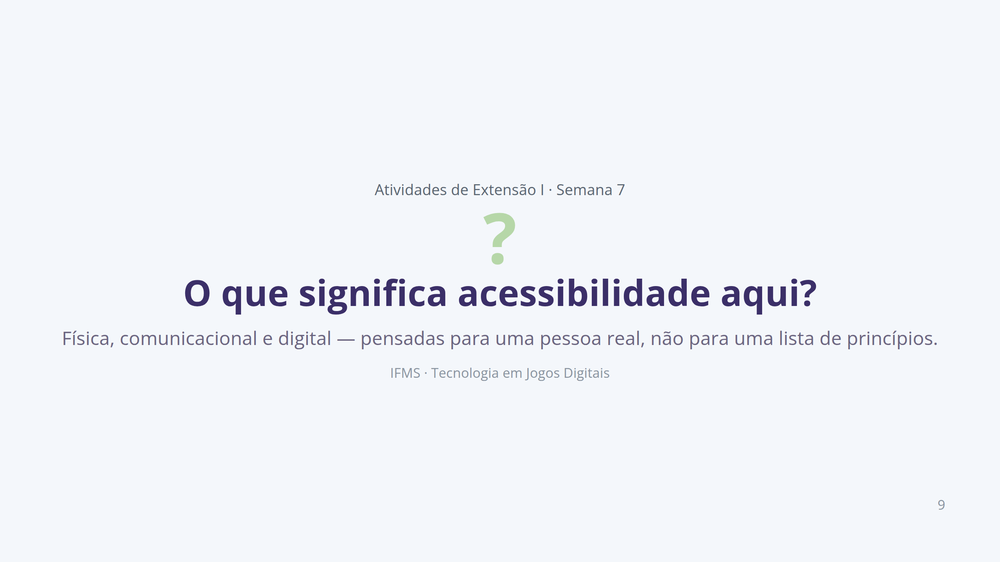 Atividades de Extensão I · Semana 7
?
O que significa acessibilidade aqui?
Física, comunicacional e digital — pensadas para uma pessoa real, não para uma lista de princípios.
IFMS · Tecnologia em Jogos Digitais
9